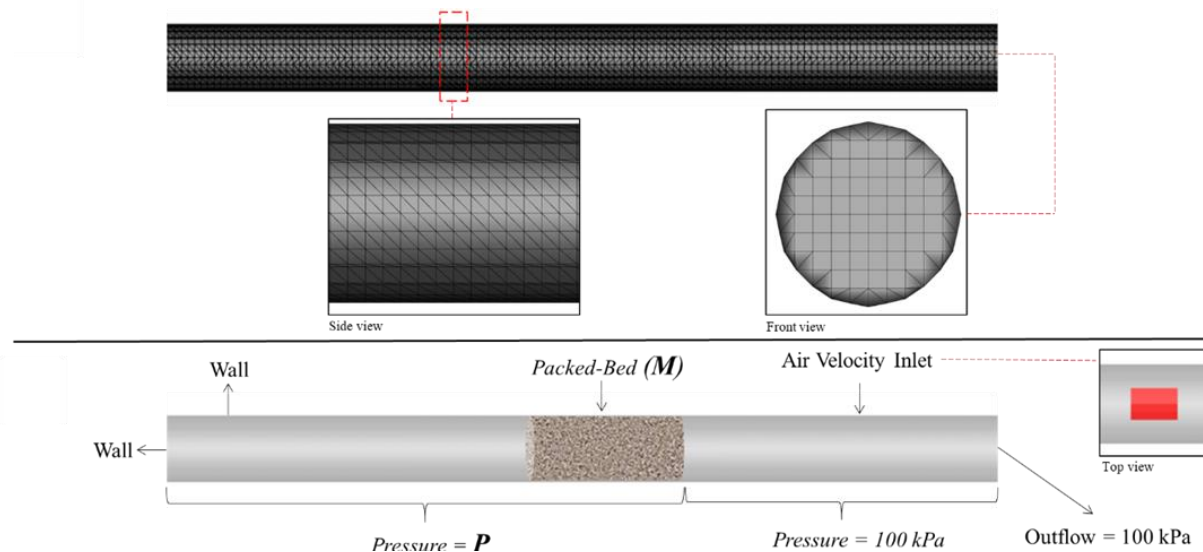 Side view
Front view
Wall
Packed-Bed (M)
Air Velocity Inlet
Wall
Top view
Pressure = P
Pressure = 100 kPa
Outflow = 100 kPa